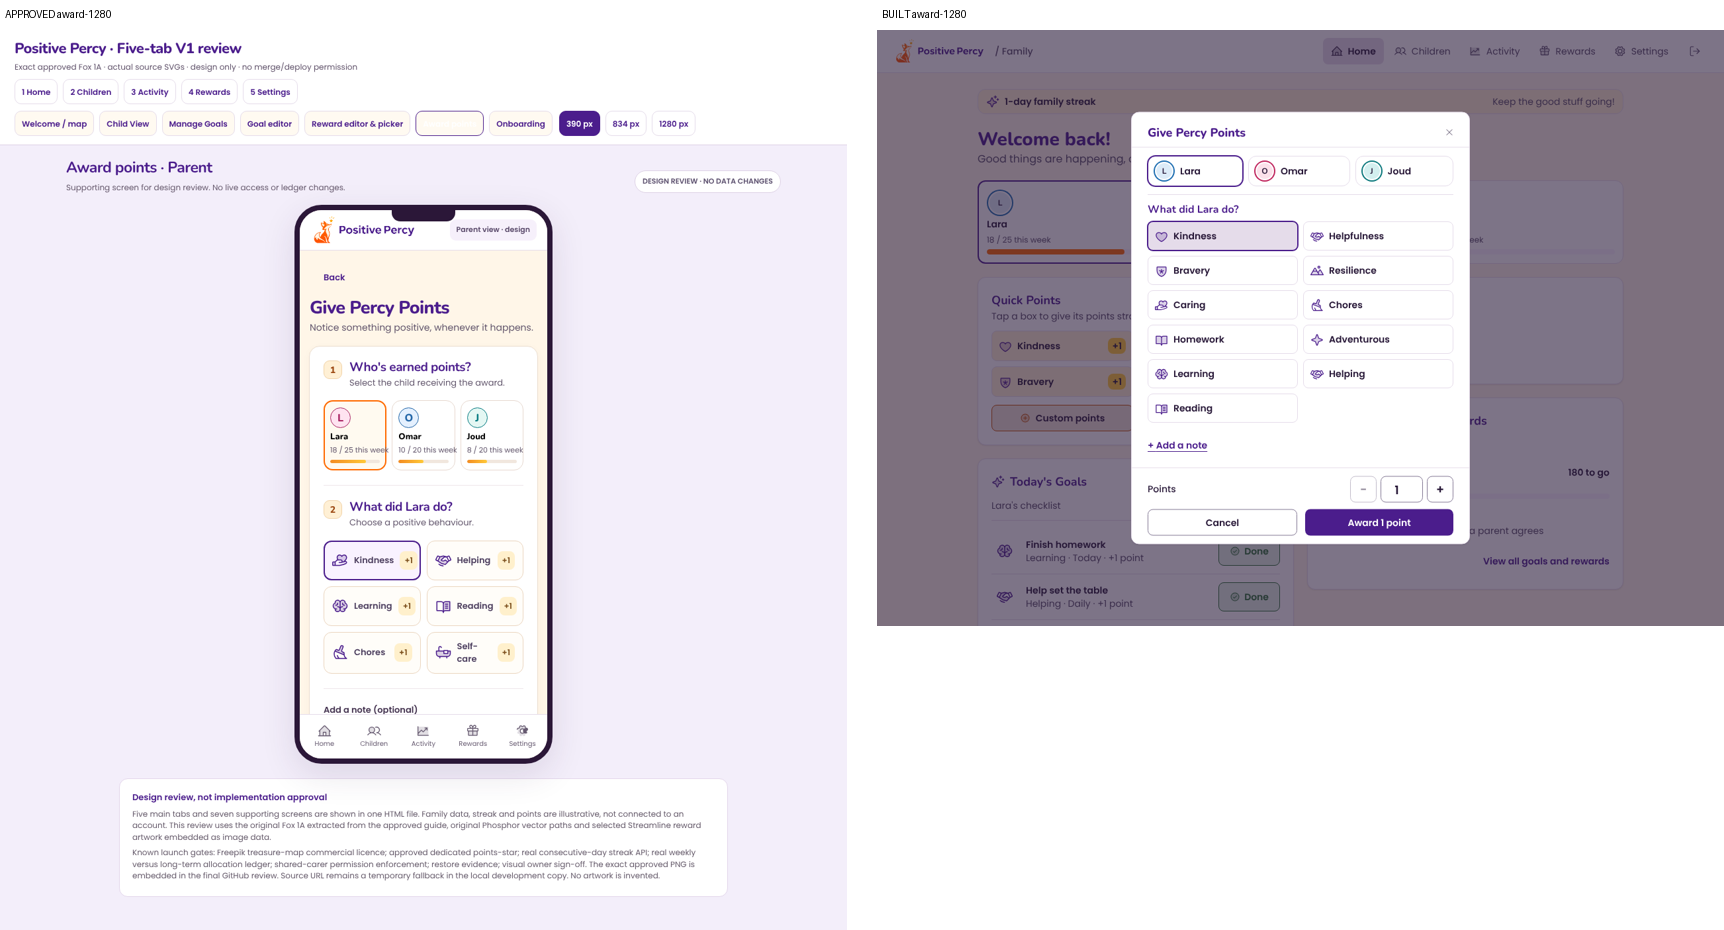 APPROVED award-1280
Positive Percy · Five-tab V1 review
Exact approved Fox 1A · actual source SVGs · design only · no merge/deploy permission
1 Home
2 Children
3 Activity
4 Rewards
5 Settings
Welcome / map
Child View
Manage Goals
Goal editor
Reward editor & picker
Onboarding
390 px
834 px
1280 px
Award points · Parent
Supporting screen for design review. No live access or ledger changes.
DESIGN REVIEW · NO DATA CHANGES
Positive Percy
Parent view · design
Back
Give Percy Points
Notice something positive, whenever it happens.
1
Who's earned points?
Select the child receiving the award.
L
O
J
Lara
Omar
Joud
18 / 25 this week
10 / 20 this week
8 / 20 this week
2
What did Lara do?
Choose a positive behaviour.
Kindness +1
Helping +1
Learning +1
Reading +1
Chores +1
Self-
care
+1
Add a note (optional)
Home
Children
Activity
Rewards
Settings
Design review, not implementation approval
Five main tabs and seven supporting screens are shown in one HTML file. Family data, streak and points are illustrative, not connected to an
account. This review uses the original Fox 1A extracted from the approved guide, original Phosphor vector paths and selected Streamline reward
artwork embedded as image data.
Known launch gates: Freepik treasure-map commercial licence; approved dedicated points-star; real consecutive-day streak API; real weekly
versus long-term allocation ledger; shared-carer permission enforcement; restore evidence; visual owner sign-off. The exact approved PNG is
embedded in the final GitHub review. Source URL remains a temporary fallback in the local development copy. No artwork is invented.
BUILT award-1280
Positive Percy / Family
Home
Children
Activity
Rewards
Settings
1-day family streak
Keep the good stuff going!
Welcome back!
Good things are happening,
L
Lara
18 / 25 this week
week
Quick Points
Tap a box to give its points
Kindness +1
Bravery +1
Custom points
rds
180 to go
a parent agrees
View all goals and rewards
Today's Goals
Lara's checklist
Finish homework
Learning · Today · +1 point
Done
Help set the table
Helping · Daily · +1 point
Done
Give Percy Points
×
L Lara
O Omar
J Joud
What did Lara do?
Kindness
Helpfulness
Bravery
Resilience
Caring
Chores
Homework
Adventurous
Learning
Helping
Reading
+ Add a note
Points
−
1
+
Cancel
Award 1 point